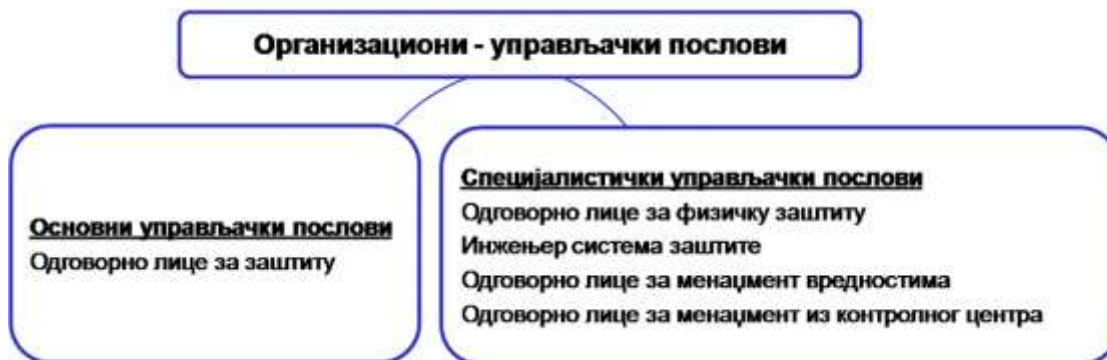 Организациони - управљачки послови
Основни управљачки послови
Одговорно лице за заштиту
Специјалистички управљачки послови
Одговорно лице за физичку заштиту
Инжењер система заштите
Одговорно лице за менаџмент вредностима
Одговорно лице за менаџмент из контролног центра